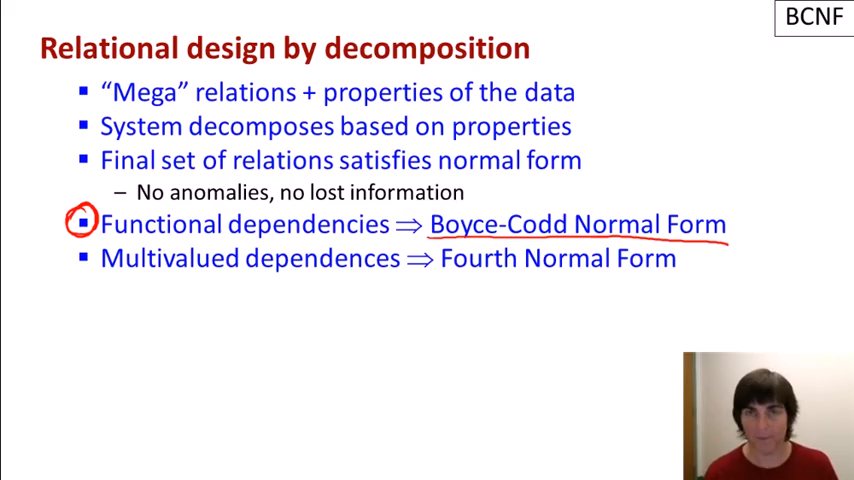 BCNF
Relational design by decomposition
▪ “Mega” relations + properties of the data
▪ System decomposes based on properties
▪ Final set of relations satisfies normal form
– No anomalies, no lost information
▪ Functional dependencies ⇒ Boyce-Codd Normal Form
▪ Multivalued dependences ⇒ Fourth Normal Form